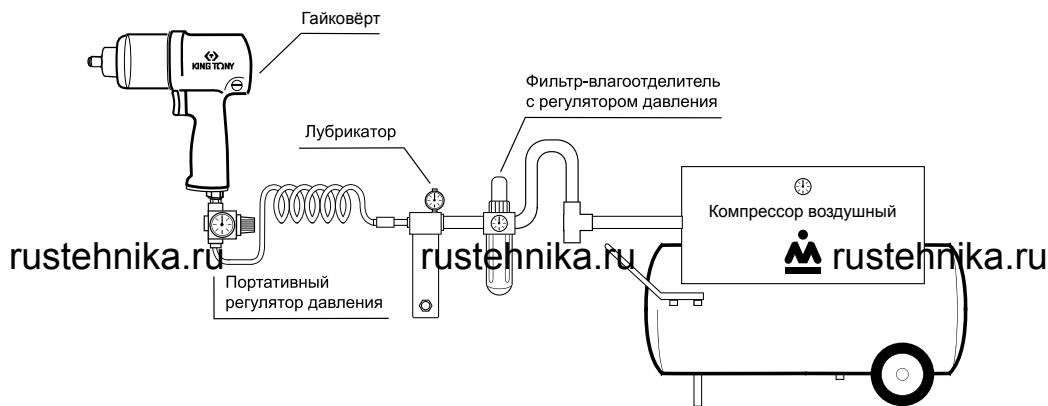 Гайковёрт
KING TONY
Фильтр-влагоотделитель
с регулятором давления
Лубрикатор
Компрессор воздушный
rustehnika.ru
rustehnika.ru
rustehnika.ru
Портативный
регулятор давления